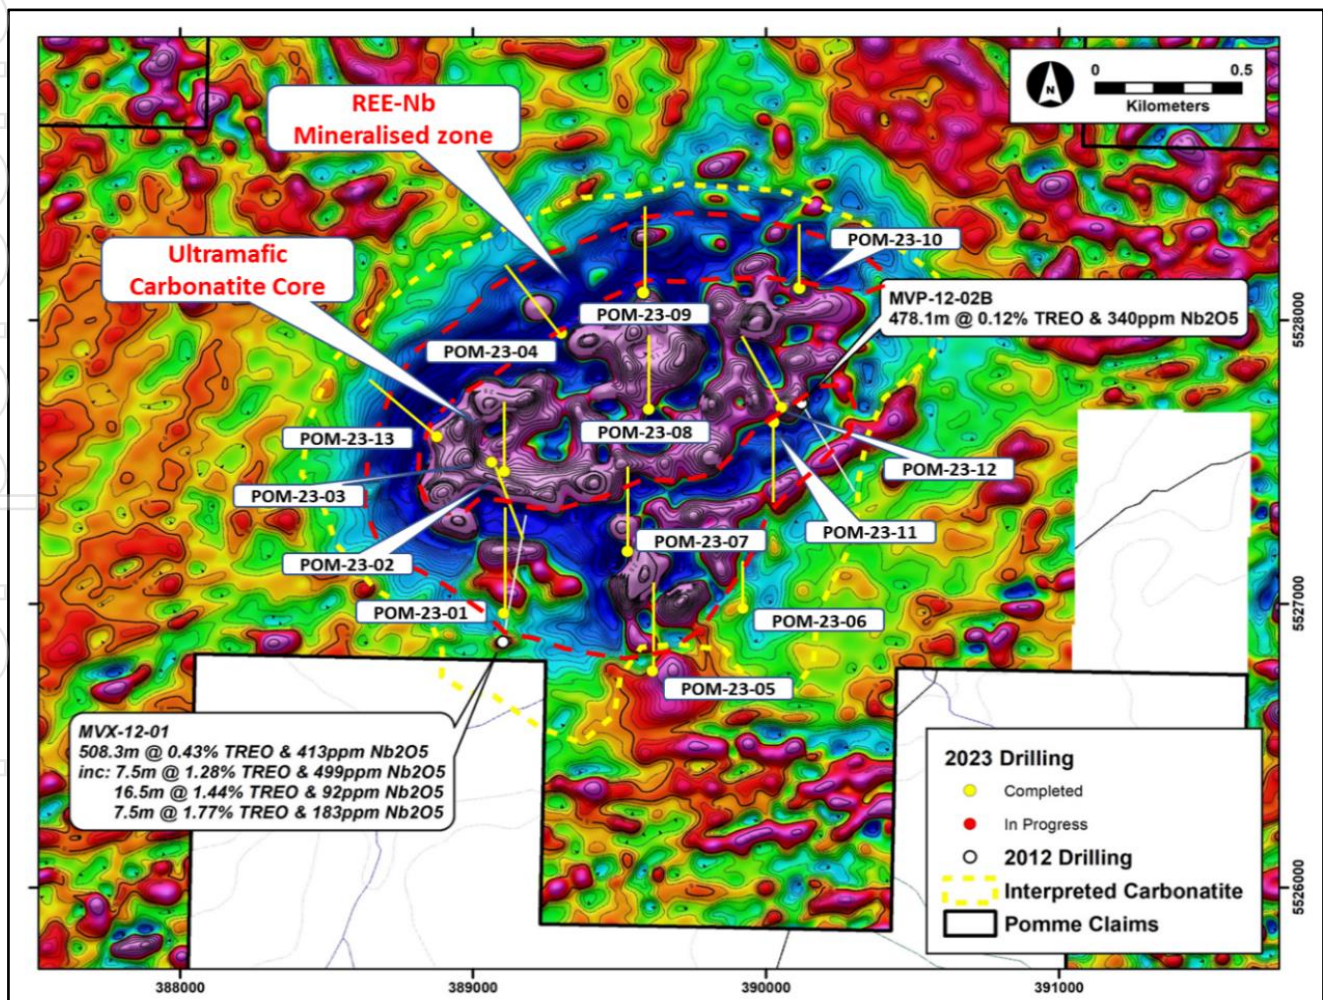 REE-Nb
Mineralised zone
N
0 0.5
Kilometers
Ultramafic
Carbonatite Core
POM-23-10
MVP-12-02B
478.1m @ 0.12% TREO & 340ppm Nb2O5
POM-23-09
POM-23-04
POM-23-13
POM-23-08
POM-23-12
POM-23-03
POM-23-11
POM-23-07
POM-23-02
POM-23-01
POM-23-06
POM-23-05
MVX-12-01
508.3m @ 0.43% TREO & 413ppm Nb2O5
inc: 7.5m @ 1.28% TREO & 499ppm Nb2O5
16.5m @ 1.44% TREO & 92ppm Nb2O5
7.5m @ 1.77% TREO & 183ppm Nb2O5
2023 Drilling
Completed
In Progress
2012 Drilling
Interpreted Carbonatite
Pomme Claims
5528000
5527000
5526000
388000 389000 390000 391000